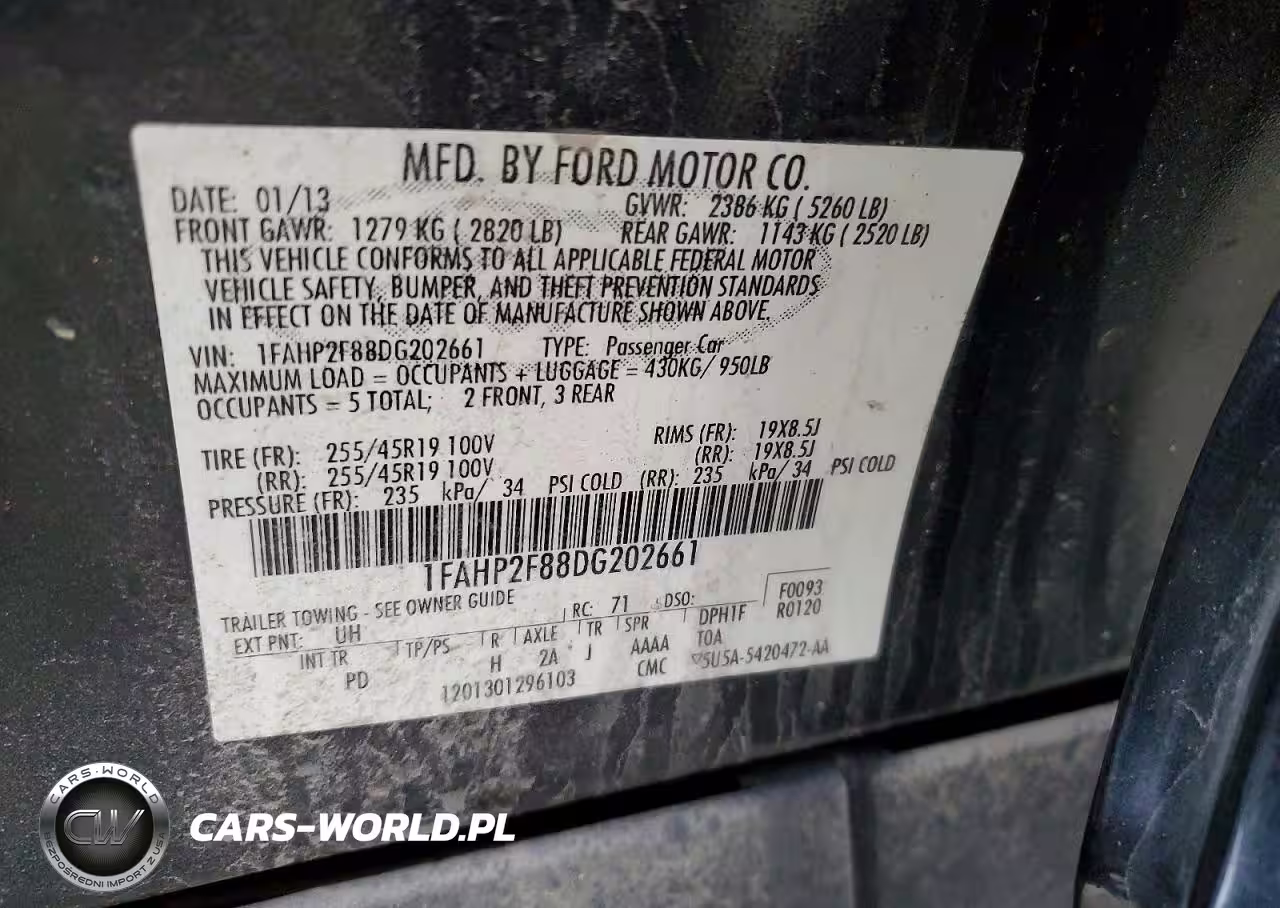 MFD. BY FORD MOTOR CO.
DATE: 01/13 GVWR: 2386 KG ( 5260 LB)
FRONT GAWR: 1279 KG ( 2820 LB) REAR GAWR: 1143 KG ( 2520 LB)
THIS VEHICLE CONFORMS TO ALL APPLICABLE FEDERAL MOTOR
VEHICLE SAFETY, BUMPER, AND THEFT PREVENTION STANDARDS
IN EFFECT ON THE DATE OF MANUFACTURE SHOWN ABOVE.
VIN: 1FAHP2F88DG202661 TYPE: Passenger Car
MAXIMUM LOAD = OCCUPANTS + LUGGAGE = 430KG/ 950LB
OCCUPANTS = 5 TOTAL; 2 FRONT, 3 REAR
TIRE (FR): 255/45R19 100V RIMS (FR): 19X8.5J
(RR): 255/45R19 100V (RR): 19X8.5J
PRESSURE (FR): 235 kPa/ 34 PSI COLD (RR): 235 kPa/ 34 PSI COLD
1FAHP2F88DG202661
TRAILER TOWING - SEE OWNER GUIDE
EXT PNT: UH RC: 71 DSO: F0093
R0120
INT TR TP/PS R AXLE TR SPR DPH1F
PD H 2A J AAAA TOA
1201301296103 CMC 5U5A-5420472-AA
CARS-WORLD
CW
BEZPOŚREDNI IMPORT Z USA
CARS-WORLD.PL